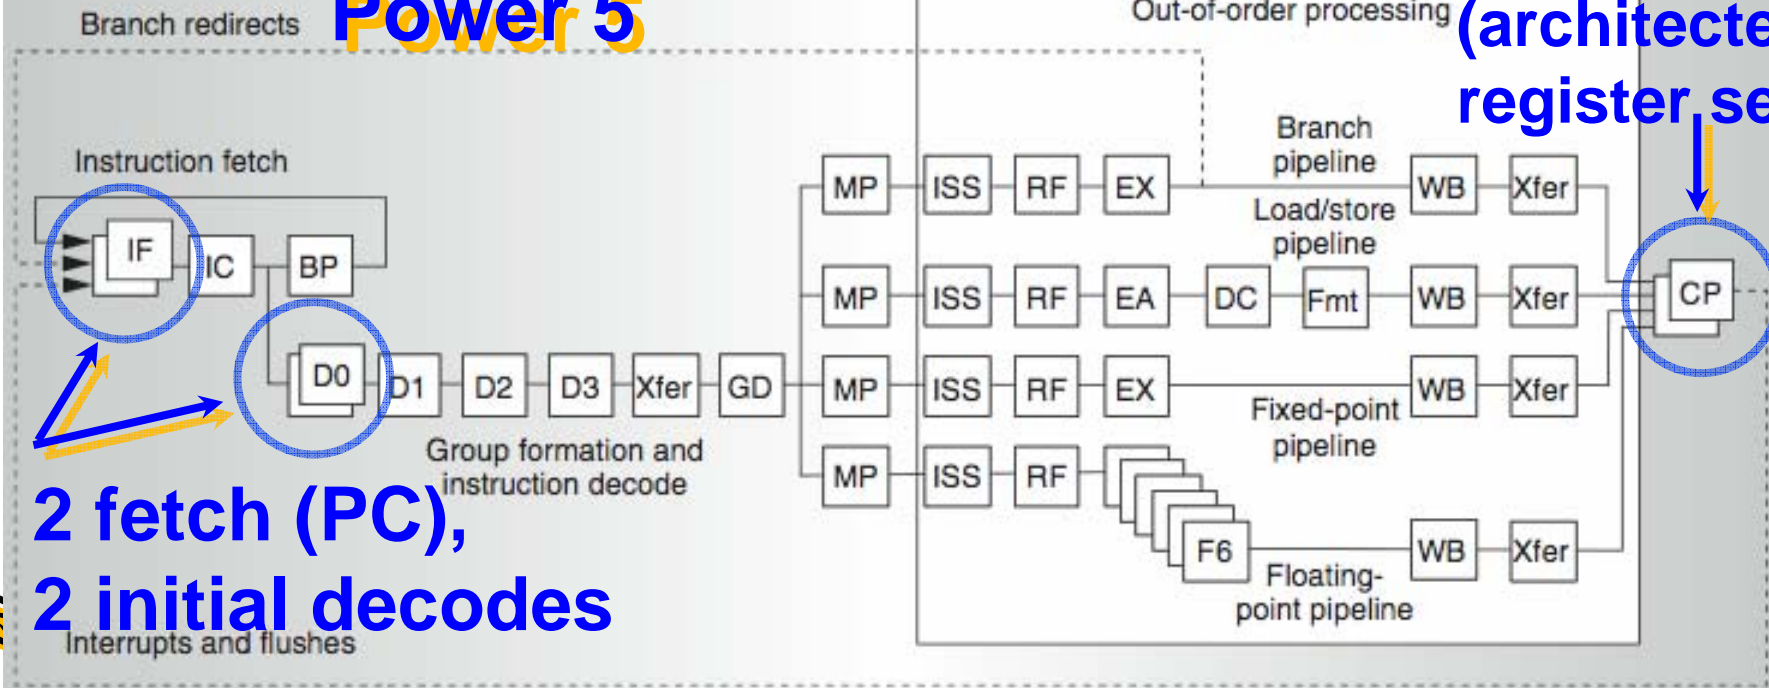 Branch redirects
Power 5
Out-of-order processing
(architecte
register se
Instruction fetch
IF
IC
BP
MP ISS RF EX
Branch
pipeline
WB Xfer
Load/store
pipeline
MP ISS RF EA DC Fmt WB Xfer
CP
D0 D1 D2 D3 Xfer GD
MP ISS RF EX
Fixed-point
pipeline
WB Xfer
Group formation and
instruction decode
MP ISS RF
F6
Floating-
point pipeline
WB Xfer
2 fetch (PC),
2 initial decodes
Interrupts and flushes